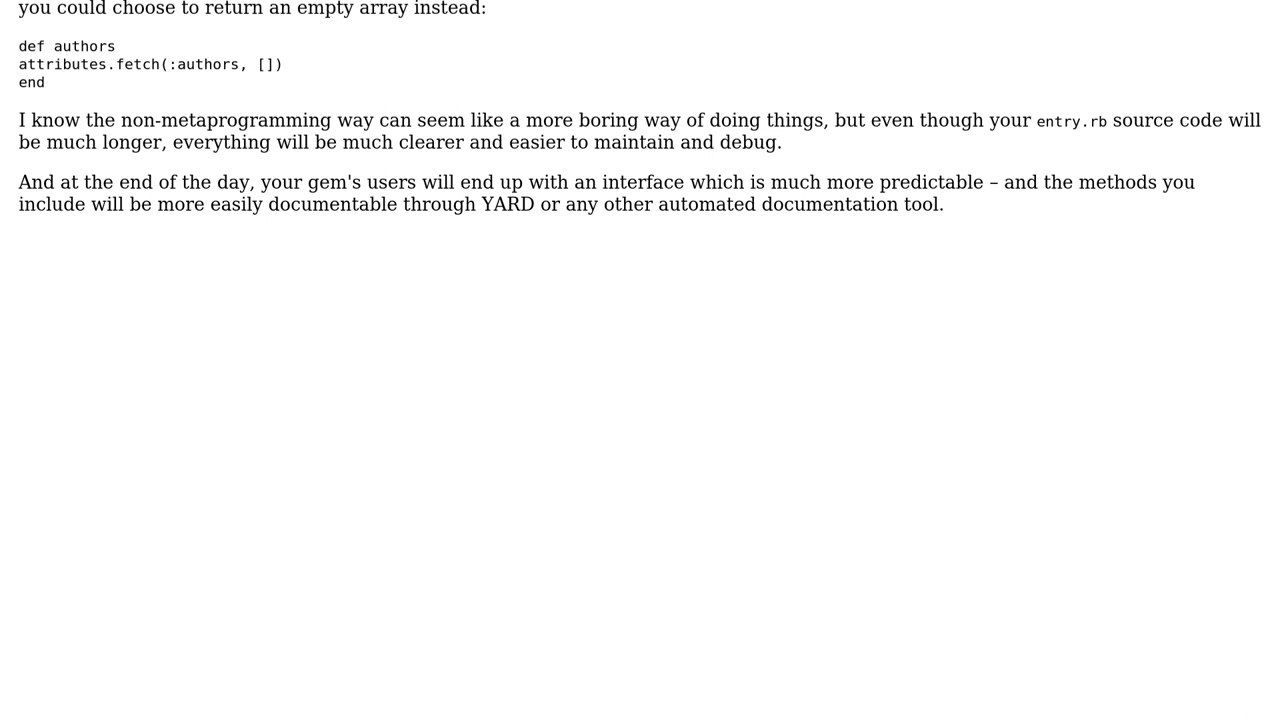 you could choose to return an empty array instead:
def authors
attributes.fetch(:authors, [])
end
I know the non-metaprogramming way can seem like a more boring way of doing things, but even though your entry.rb source code will
be much longer, everything will be much clearer and easier to maintain and debug.
And at the end of the day, your gem's users will end up with an interface which is much more predictable – and the methods you
include will be more easily documentable through YARD or any other automated documentation tool.